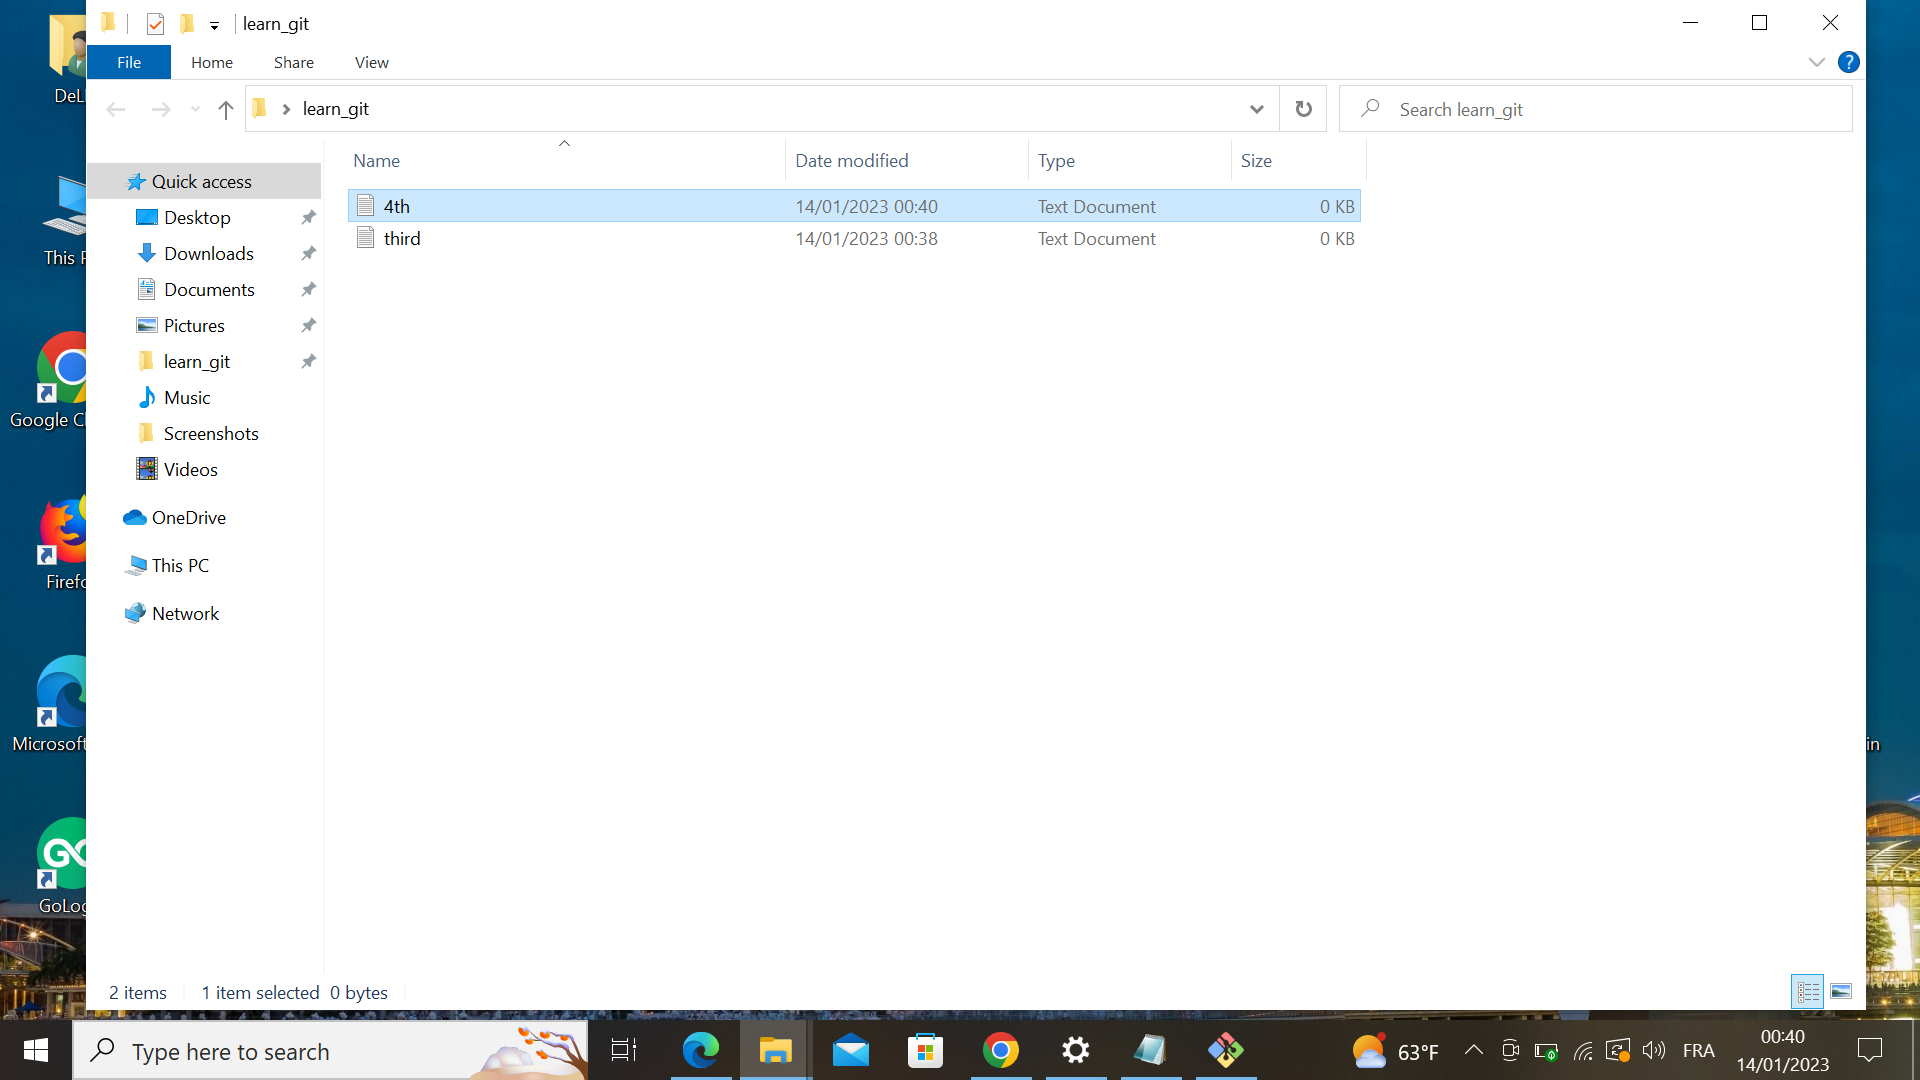 learn_git
File Home Share View
learn_git
Search learn_git
Name Date modified Type Size
4th 14/01/2023 00:40 Text Document 0 KB
third 14/01/2023 00:38 Text Document 0 KB
Quick access
Desktop
Downloads
Documents
Pictures
learn_git
Music
Screenshots
Videos
OneDrive
This PC
Network
DeL
This P
Google C
Firefo
Microsoft
GoLog
in
2 items 1 item selected 0 bytes
Type here to search
63°F
FRA
00:40
14/01/2023